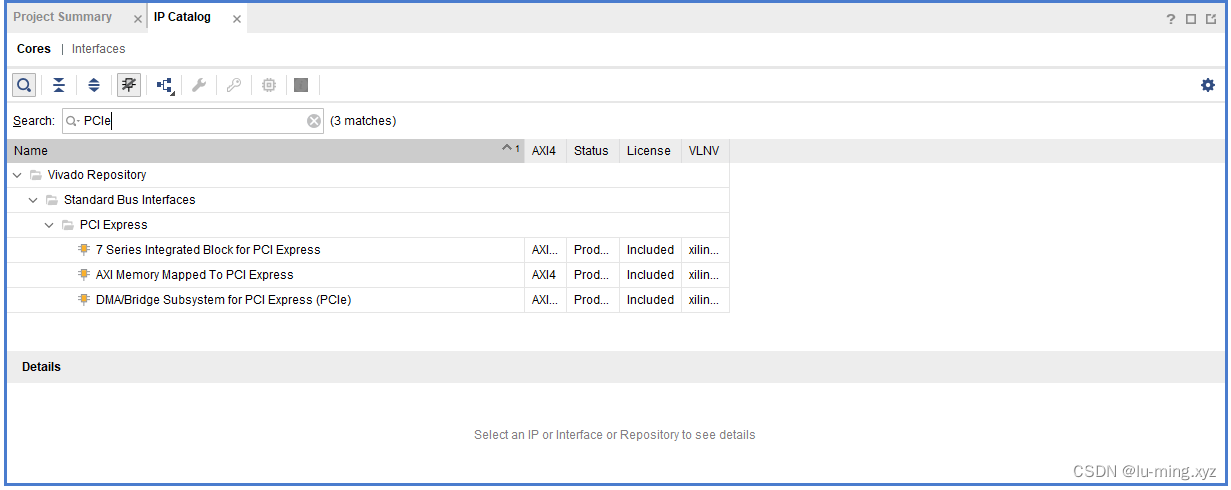 Project Summary IP Catalog ?
Cores | Interfaces
Search: PCIe (3 matches)
Name 1 AXI4 Status License VLNV
Vivado Repository
Standard Bus Interfaces
PCI Express
7 Series Integrated Block for PCI Express AXI... Prod... Included xilin...
AXI Memory Mapped To PCI Express AXI4 Prod... Included xilin...
DMA/Bridge Subsystem for PCI Express (PCIe) AXI... Prod... Included xilin...
Details
Select an IP or Interface or Repository to see details
CSDN @lu-ming.xyz